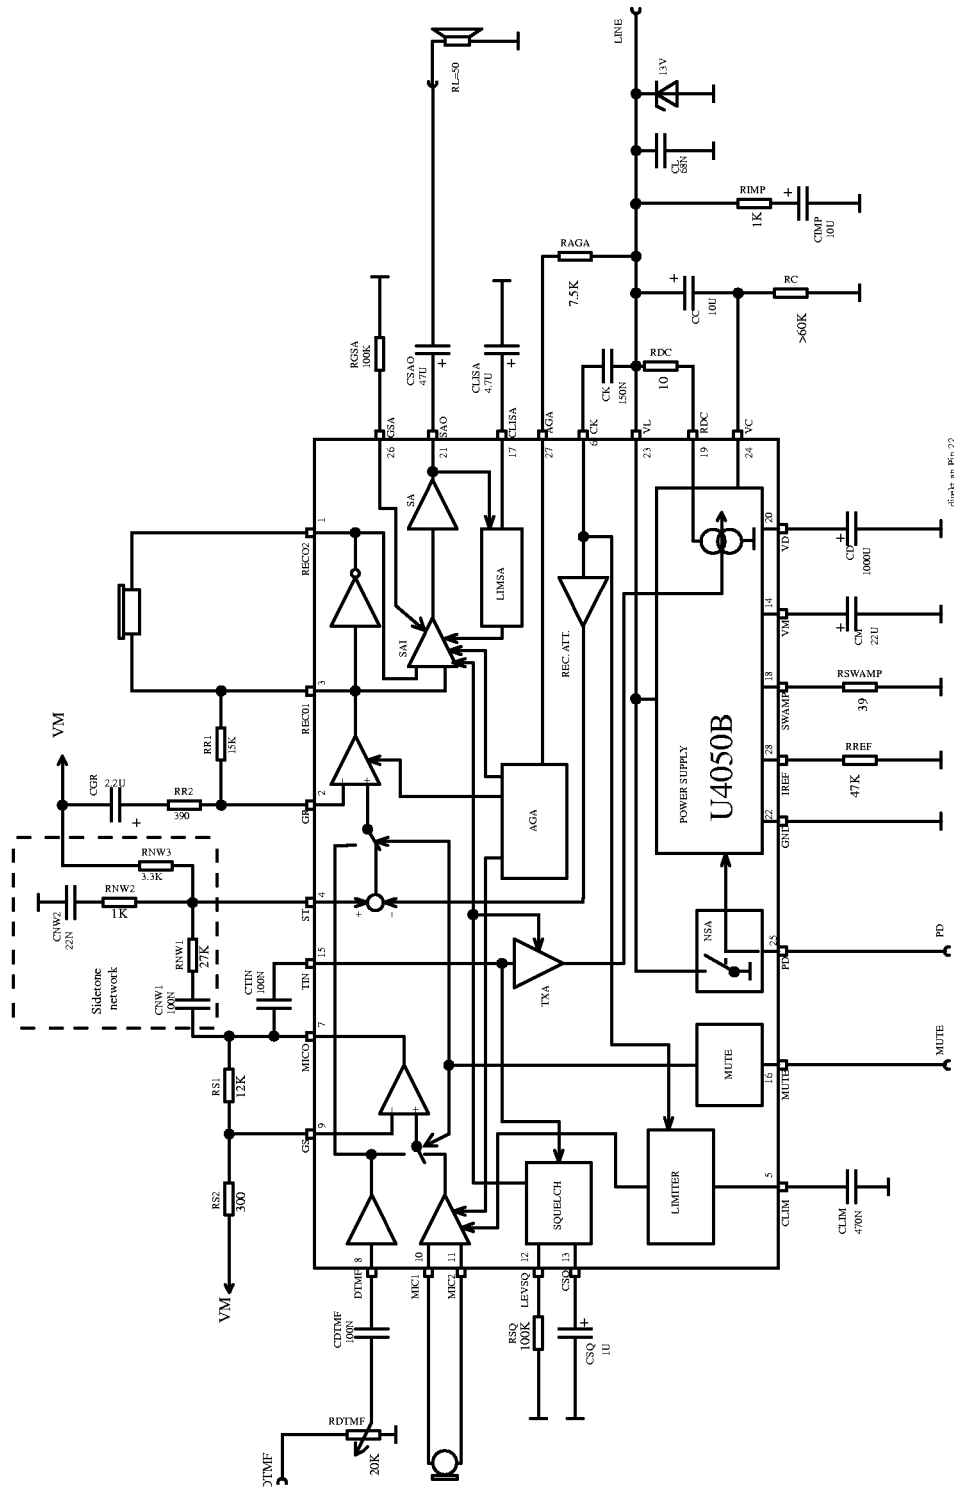 LINE
13V
RL=50
CL
68N
RIMP
1K
+
CIMP
10U
RAGA
7.5K
+
CC
10U
RC
>60K
RGSA
100K
CSAO
47U
+
CLISA
4.7U
+
CK
150N
RDC
10
GSA
26
SAO
21
CLISA
17
AGA
27
CK
6
VL
23
RDC
19
VC
24
direkt an Pin 22
1
RECO2
SA
LIMSA
SAI
REC. ATT.
20
VD
+
CD
1000U
14
VM
+
CM
22U
18
SWAMP
RSWAMP
39
28
IREF
RREF
47K
22
GND
POWER SUPPLY
U4050B
3
RECO1
VM
RR1
15K
CGR
2.2U
+
RR2
390
2
GR
-
+
AGA
RNW3
3.3K
CNW2
22N
RNW2
1K
4
ST
+
-
RNW1
27K
Sidetone
network
CNW1
100N
CTIN
100N
15
TIN
TXA
NSA
25
PD
PD
7
MICO
RS1
12K
-
+
MUTE
16
MUTE
MUTE
9
GS
RS2
300
VM
SQUELCH
LIMITER
5
CLIM
CLIM
470N
8
DTMF
10
MIC1
11
MIC2
12
LEVSQ
13
CSQ
CDTMF
100N
RSQ
100K
+
CSQ
1U
RDTMF
20K
DTMF